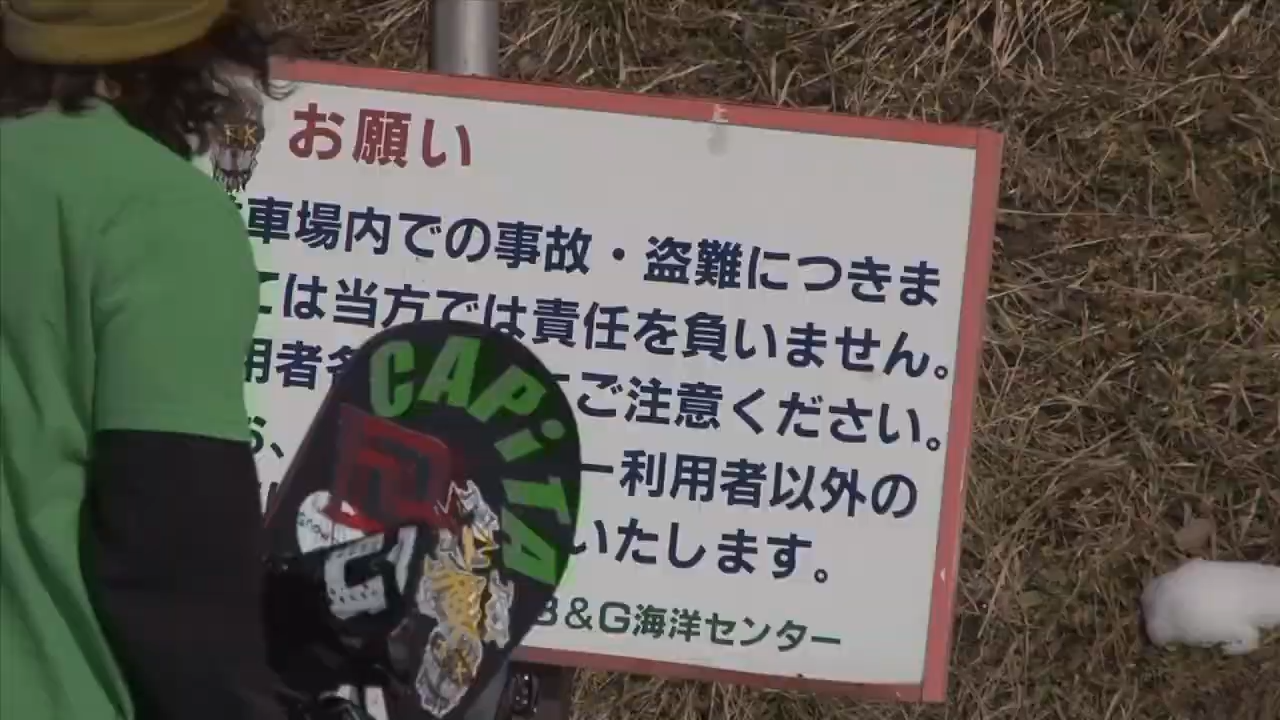 お願い
車場内での事故・盗難につきま
ては当方では責任を負いません。
用者各 ご注意ください。
ー利用者以外の
いたします。
B&G海洋センター
CAPiTA